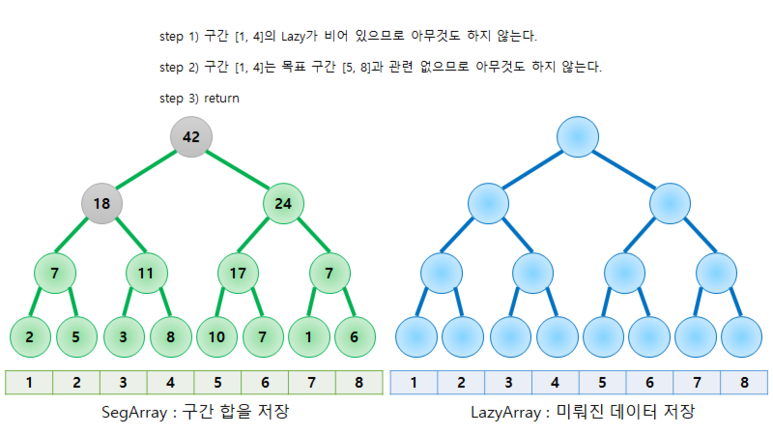 step 1) 구간 [1, 4]의 Lazy가 비어 있으므로 아무것도 하지 않는다.
step 2) 구간 [1, 4]는 목표 구간 [5, 8]과 관련 없으므로 아무것도 하지 않는다.
step 3) return
42
18 24
7 11 17 7
2 5 3 8 10 7 1 6
1 2 3 4 5 6 7 8
SegArray : 구간 합을 저장
1 2 3 4 5 6 7 8
LazyArray : 미뤄진 데이터 저장